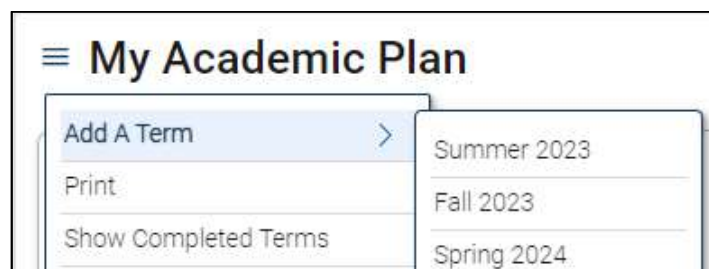 My Academic Plan
Add A Term
Print
Show Completed Terms
Summer 2023
Fall 2023
Spring 2024